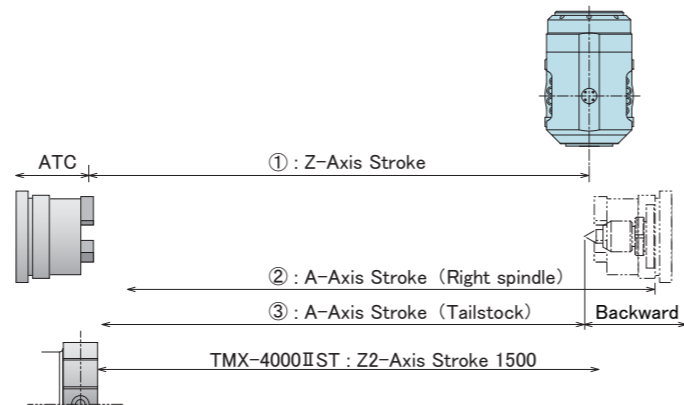 ATC
① : Z-Axis Stroke
② : A-Axis Stroke（Right spindle）
③ : A-Axis Stroke（Tailstock）
Backward
TMX-4000ⅡST : Z2-Axis Stroke 1500